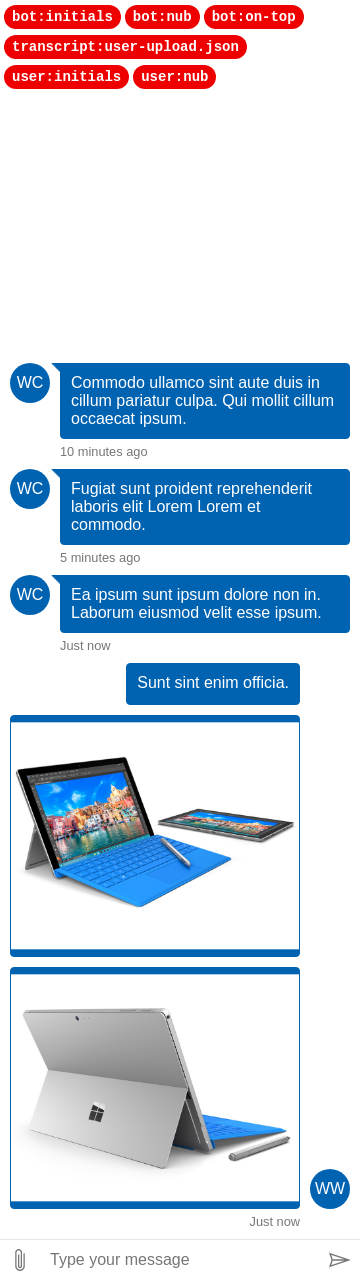 bot:initials bot:nub bot:on-top
transcript:user-upload.json
user:initials user:nub
WC
Commodo ullamco sint aute duis in
cillum pariatur culpa. Qui mollit cillum
occaecat ipsum.
10 minutes ago
WC
Fugiat sunt proident reprehenderit
laboris elit Lorem Lorem et
commodo.
5 minutes ago
WC
Ea ipsum sunt ipsum dolore non in.
Laborum eiusmod velit esse ipsum.
Just now
Sunt sint enim officia.
WW
Just now
Type your message